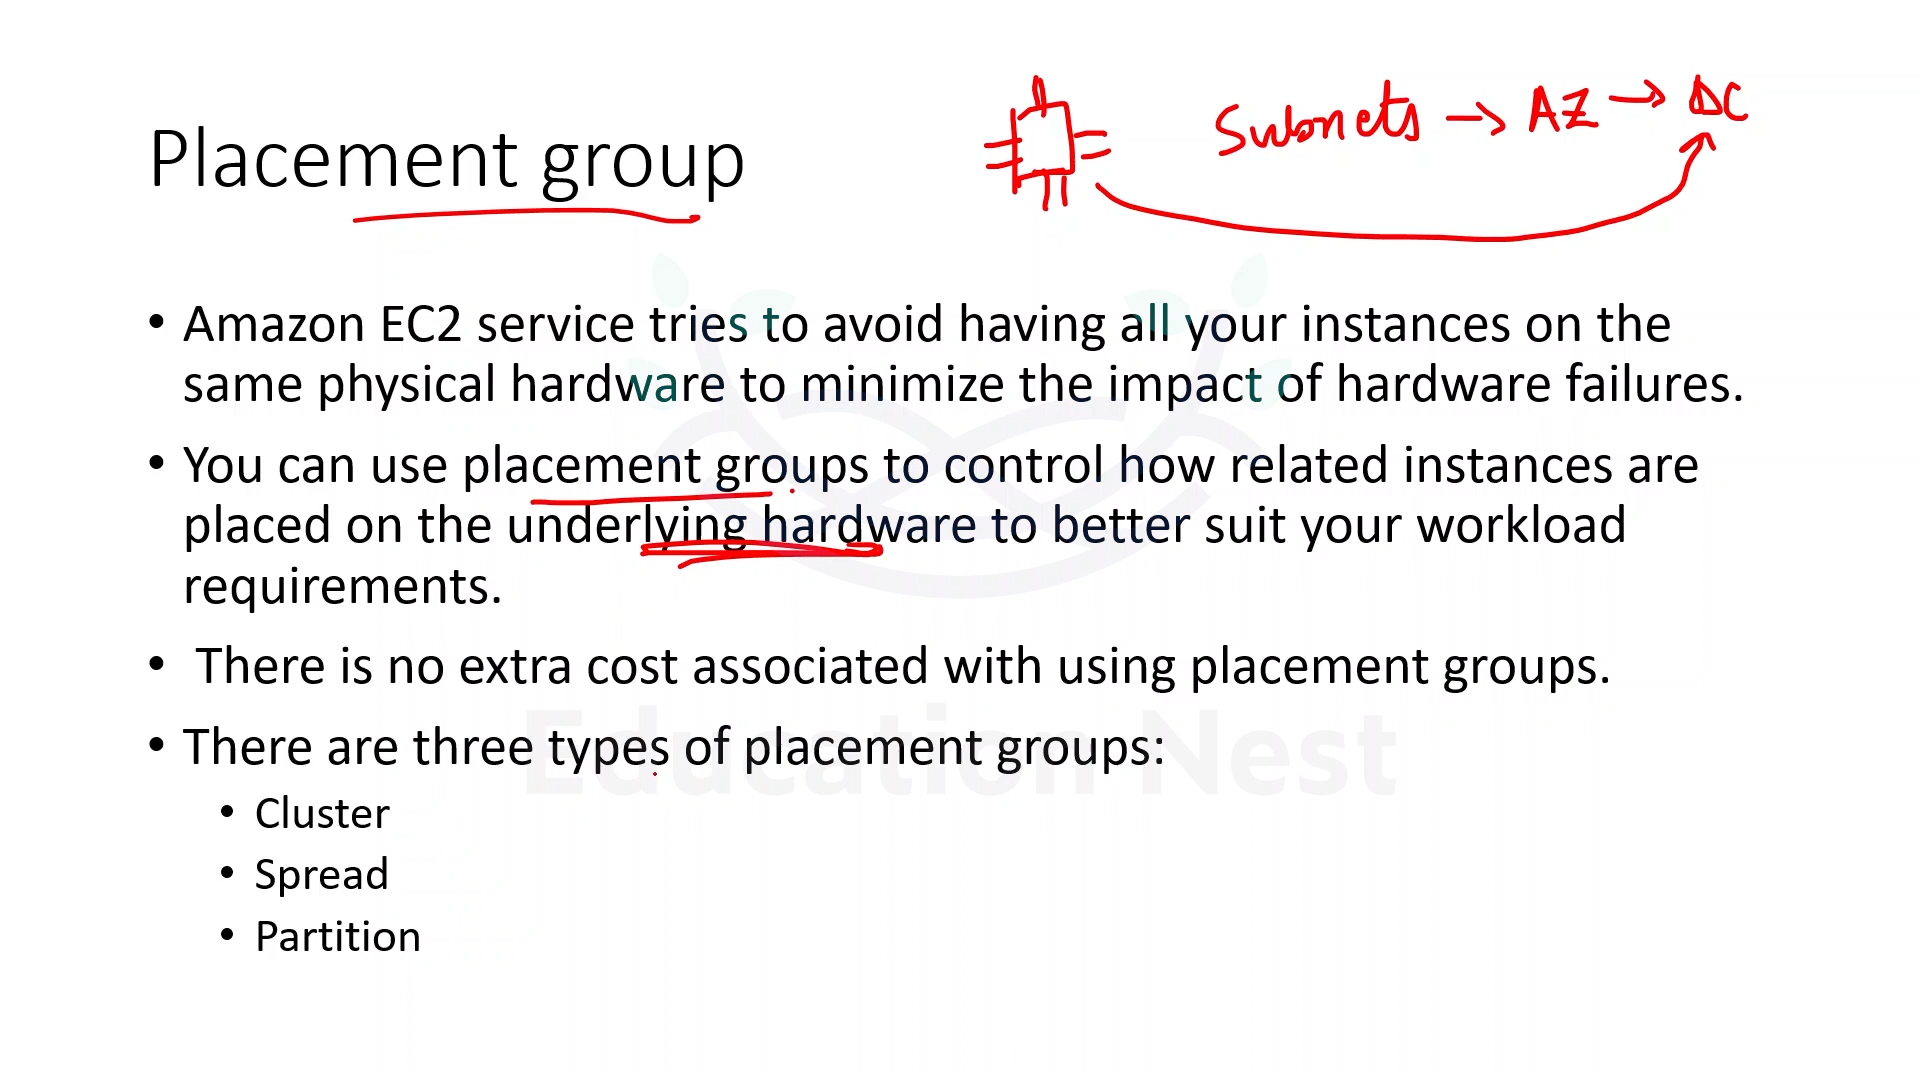 Subnets → AZ → DC
Placement group
• Amazon EC2 service tries to avoid having all your instances on the
same physical hardware to minimize the impact of hardware failures.
• You can use placement groups to control how related instances are
placed on the underlying hardware to better suit your workload
requirements.
• There is no extra cost associated with using placement groups.
Education Nest
• There are three types of placement groups:
• Cluster
• Spread
• Partition